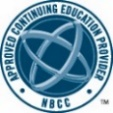 APPROVED CONTINUING EDUCATION PROVIDER
• NBCC •
TM